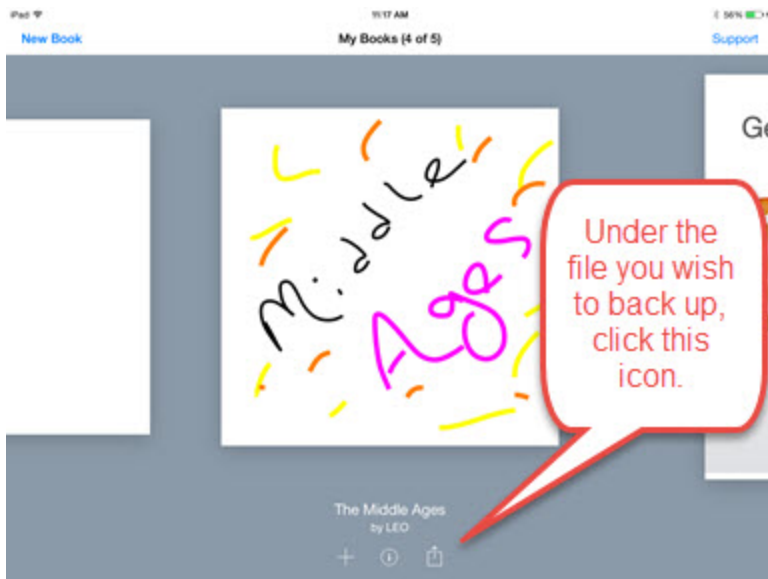 iPad 11:17 AM 56%
New Book My Books (4 of 5) Support
Middle
Ages
Ge
Under the
file you wish
to back up,
click this
icon.
The Middle Ages
by LEO